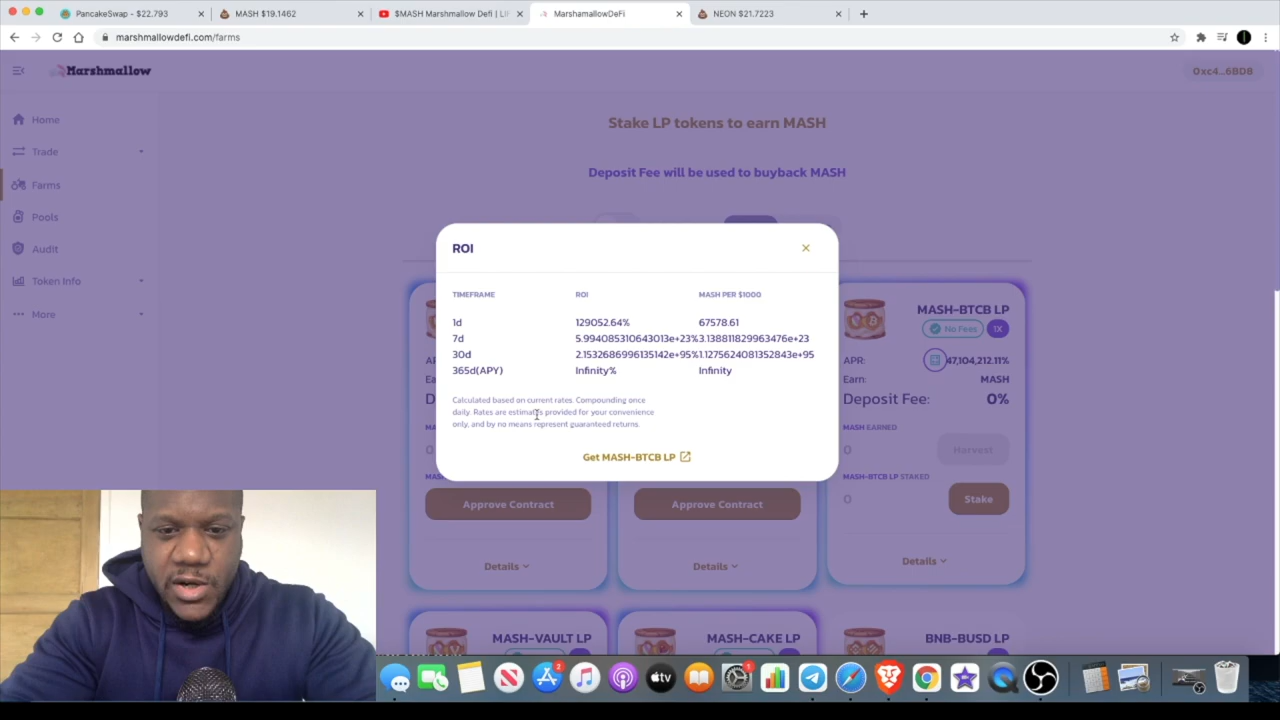 PancakeSwap - $22.793
MASH $19.1462
$MASH Marshmallow Defi | LI
MarshamallowDeFi
NEON $21.7223
marshmallowdefi.com/farms
Marshmallow
0xc4...6BDB
Home
Trade
Farms
Pools
Audit
Token Info
More
Stake LP tokens to earn MASH
Deposit Fee will be used to buyback MASH
ROI
TIMEFRAME ROI MASH PER $1000
1d 129052.64% 67578.61
7d 5.994085310643013e+23% 3.138811829963476e+23
30d 2.1532686996135142e+95% 1.1275624081352843e+95
365d(APY) Infinity% Infinity
Calculated based on current rates. Compounding once
daily. Rates are estimates provided for your convenience
only, and by no means represent guaranteed returns.
Get MASH-BTCB LP
MASH-BTCB LP
No Fees 1X
APR: 47,104,212.11%
Earn: MASH
Deposit Fee: 0%
MASH EARNED
0 Harvest
MASH-BTCB LP STAKED
0 Stake
Details
Approve Contract
Details
Approve Contract
Details
MASH-VAULT LP
MASH-CAKE LP
BNB-BUSD LP
tv
2
1